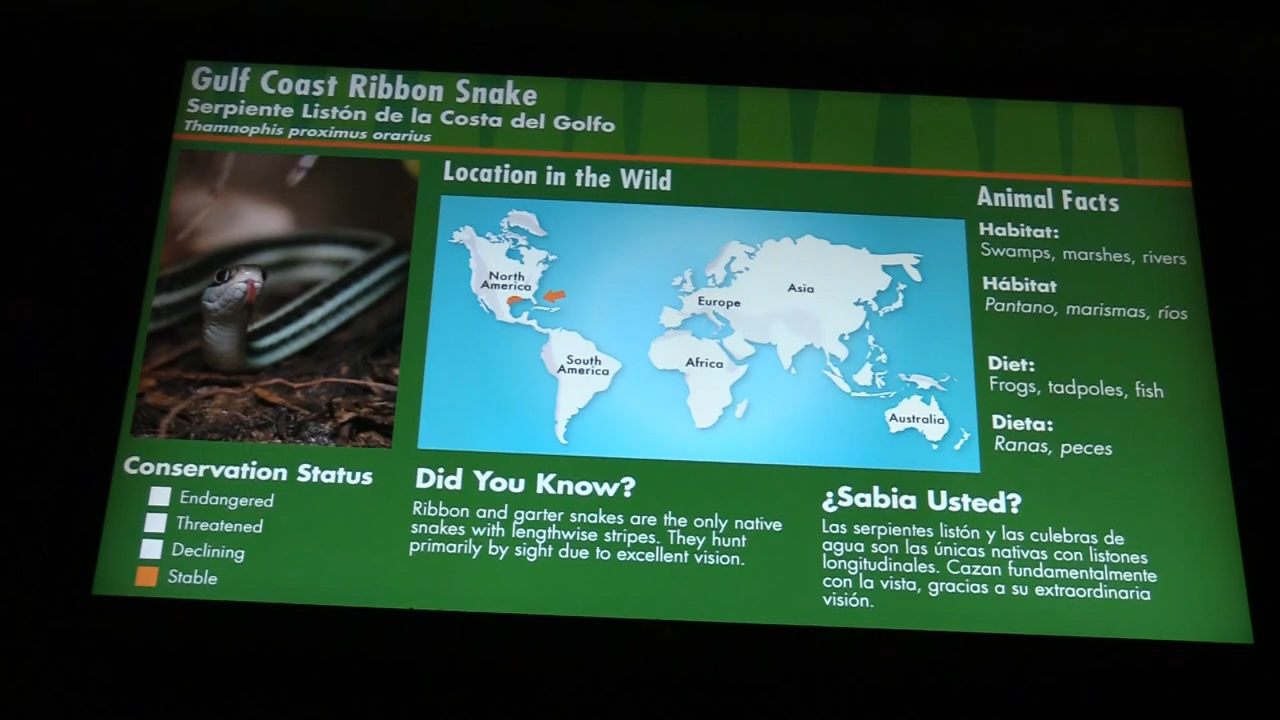 Gulf Coast Ribbon Snake
Serpiente Listón de la Costa del Golfo
Thamnophis proximus orarius
Location in the Wild
North
America
South
America
Europe
Asia
Africa
Australia
Animal Facts
Habitat:
Swamps, marshes, rivers
Hábitat
Pantano, marismas, ríos
Diet:
Frogs, tadpoles, fish
Dieta:
Ranas, peces
Conservation Status
Endangered
Threatened
Declining
Stable
Did You Know?
Ribbon and garter snakes are the only native
snakes with lengthwise stripes. They hunt
primarily by sight due to excellent vision.
¿Sabia Usted?
Las serpientes listón y las culebras de
agua son las únicas nativas con listones
longitudinales. Cazan fundamentalmente
con la vista, gracias a su extraordinaria
visión.